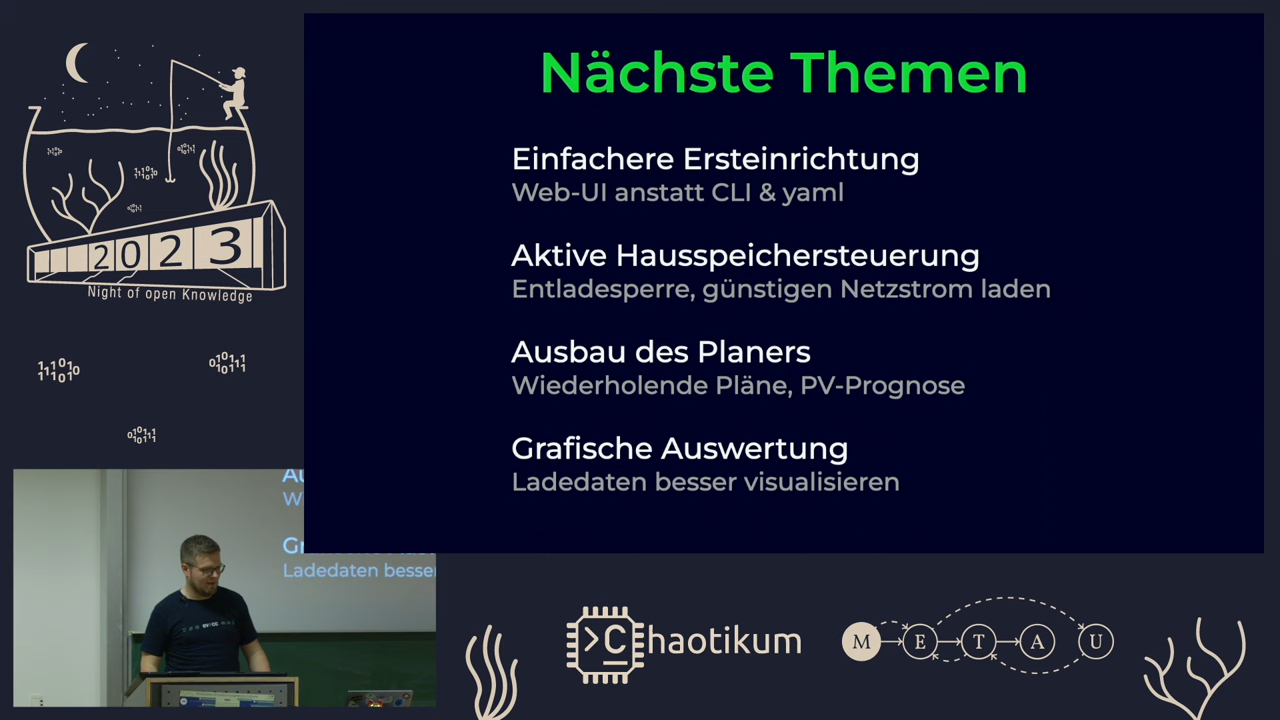 Nächste Themen
Einfachere Ersteinrichtung
Web-UI anstatt CLI & yaml
Aktive Hausspeichersteuerung
Entladesperre, günstigen Netzstrom laden
Ausbau des Planers
Wiederholende Pläne, PV-Prognose
Grafische Auswertung
Ladedaten besser visualisieren
2023
Night of open Knowledge
Ladedaten besser
>Chaotikum
METAU